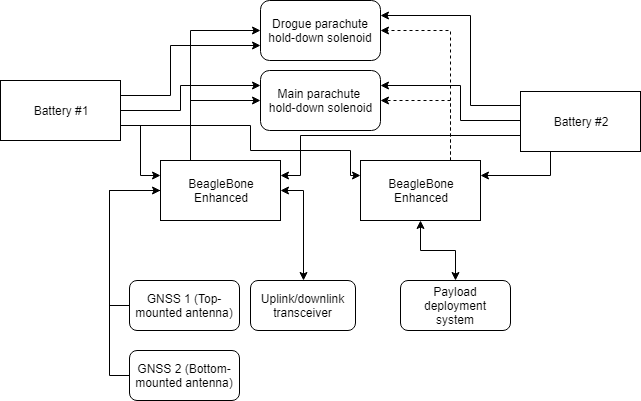 Drogue parachute
hold-down solenoid
Main parachute
hold-down solenoid
Battery #1
Battery #2
BeagleBone
Enhanced
BeagleBone
Enhanced
GNSS 1 (Top-
mounted antenna)
Uplink/downlink
transceiver
Payload
deployment
system
GNSS 2 (Bottom-
mounted antenna)